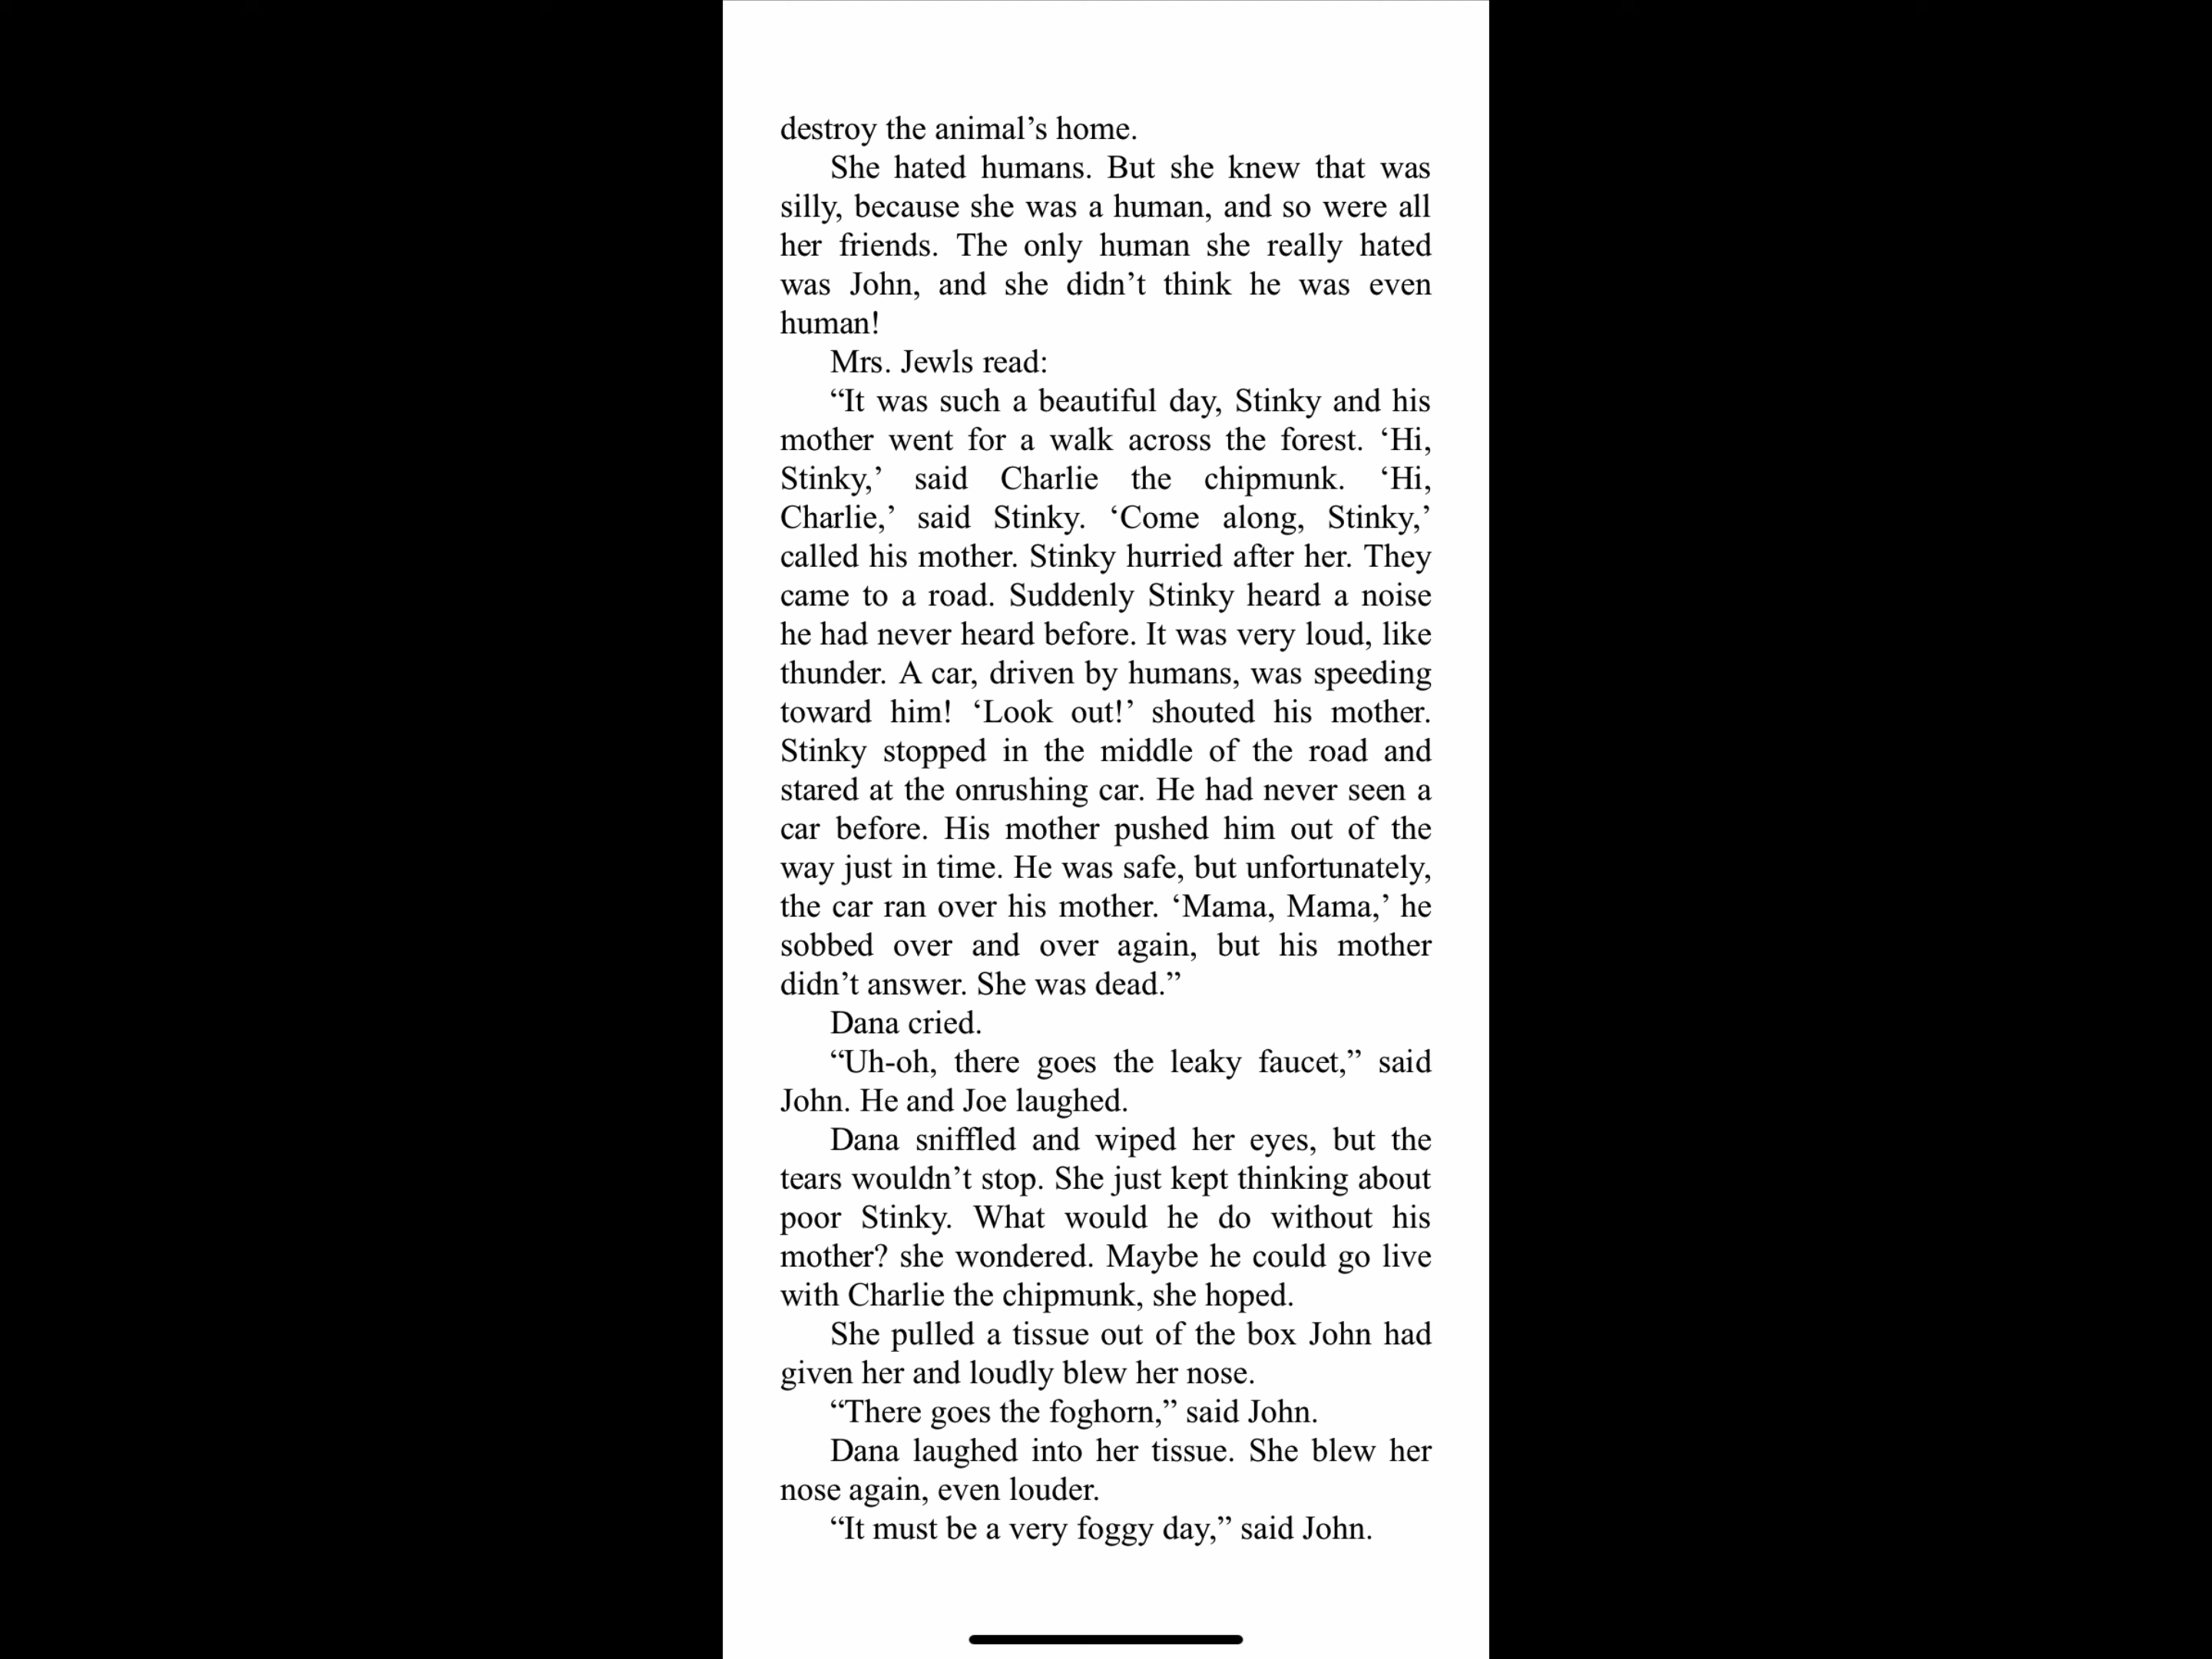 destroy the animal’s home.
She hated humans. But she knew that was
silly, because she was a human, and so were all
her friends. The only human she really hated
was John, and she didn’t think he was even
human!
Mrs. Jewls read:
“It was such a beautiful day, Stinky and his
mother went for a walk across the forest. ‘Hi,
Stinky,’ said Charlie the chipmunk. ‘Hi,
Charlie,’ said Stinky. ‘Come along, Stinky,’
called his mother. Stinky hurried after her. They
came to a road. Suddenly Stinky heard a noise
he had never heard before. It was very loud, like
thunder. A car, driven by humans, was speeding
toward him! ‘Look out!’ shouted his mother.
Stinky stopped in the middle of the road and
stared at the onrushing car. He had never seen a
car before. His mother pushed him out of the
way just in time. He was safe, but unfortunately,
the car ran over his mother. ‘Mama, Mama,’ he
sobbed over and over again, but his mother
didn’t answer. She was dead.”
Dana cried.
“Uh-oh, there goes the leaky faucet,” said
John. He and Joe laughed.
Dana sniffled and wiped her eyes, but the
tears wouldn’t stop. She just kept thinking about
poor Stinky. What would he do without his
mother? she wondered. Maybe he could go live
with Charlie the chipmunk, she hoped.
She pulled a tissue out of the box John had
given her and loudly blew her nose.
“There goes the foghorn,” said John.
Dana laughed into her tissue. She blew her
nose again, even louder.
“It must be a very foggy day,” said John.